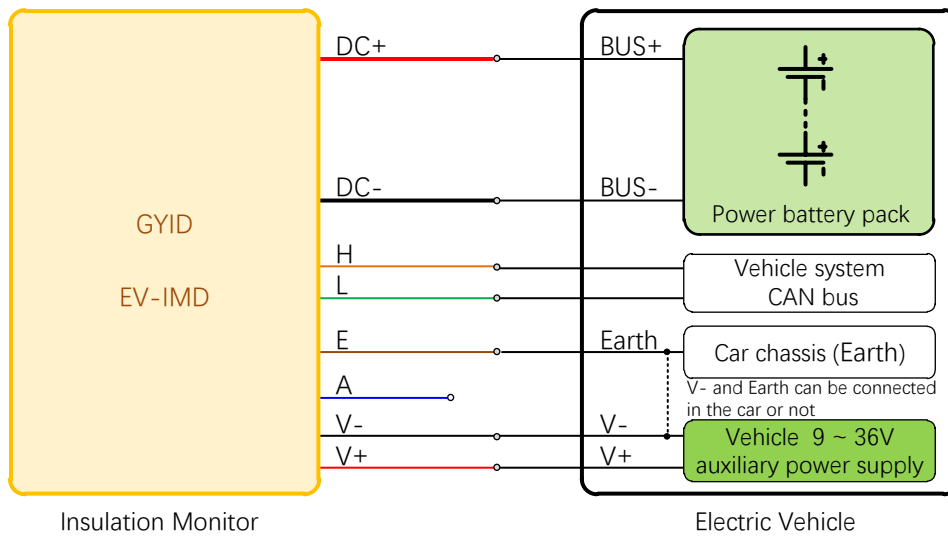 DC+
BUS+
DC-
BUS-
Power battery pack
GYID
EV-IMD
H
L
Vehicle system
CAN bus
E
Earth
Car chassis (Earth)
A
V- and Earth can be connected
in the car or not
V-
V-
V+
V+
Vehicle 9 ~ 36V
auxiliary power supply
Insulation Monitor
Electric Vehicle